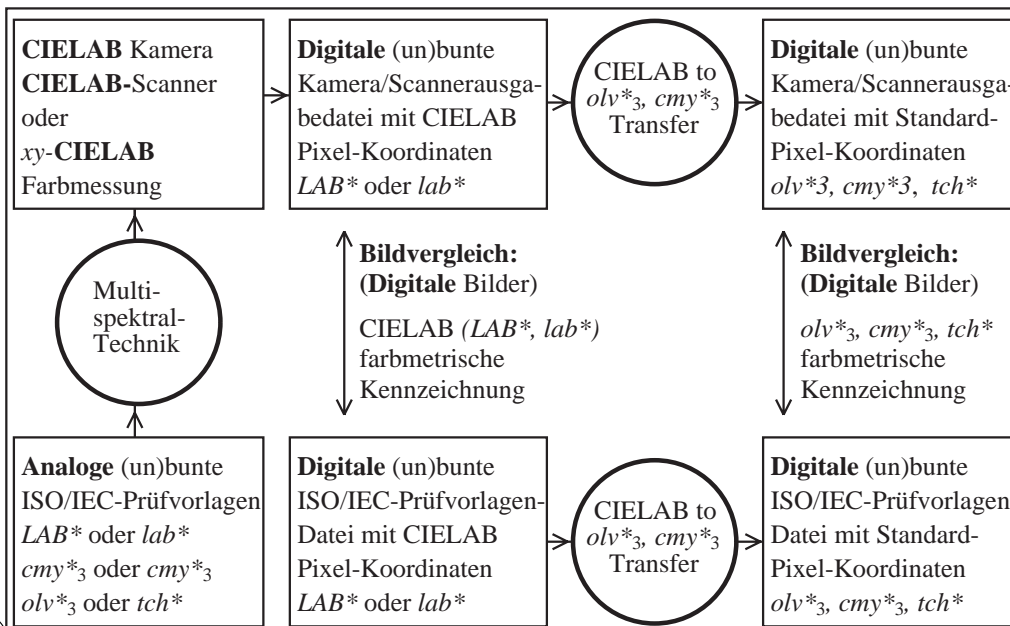 CIELAB Kamera
CIELAB-Scanner
oder
xy-CIELAB
Farbmessung
Digitale (un)bunte
Kamera/Scannerausga-
bedatei mit CIELAB
Pixel-Koordinaten
LAB* oder lab*
CIELAB to
olv*3, cmy*3
Transfer
Digitale (un)bunte
Kamera/Scannerausga-
bedatei mit Standard-
Pixel-Koordinaten
olv*3, cmy*3, tch*
Multi-
spektral-
Technik
Bildvergleich:
(Digitale Bilder)
CIELAB (LAB*, lab*)
farbmetrische
Kennzeichnung
Bildvergleich:
(Digitale Bilder)
olv*3, cmy*3, tch*
farbmetrische
Kennzeichnung
Analoge (un)bunte
ISO/IEC-Prüfvorlagen
LAB* oder lab*
cmy*3 oder cmy*3
olv*3 oder tch*
Digitale (un)bunte
ISO/IEC-Prüfvorlagen-
Datei mit CIELAB
Pixel-Koordinaten
LAB* oder lab*
CIELAB to
olv*3, cmy*3
Transfer
Digitale (un)bunte
ISO/IEC-Prüfvorlagen
Datei mit Standard-
Pixel-Koordinaten
olv*3, cmy*3, tch*